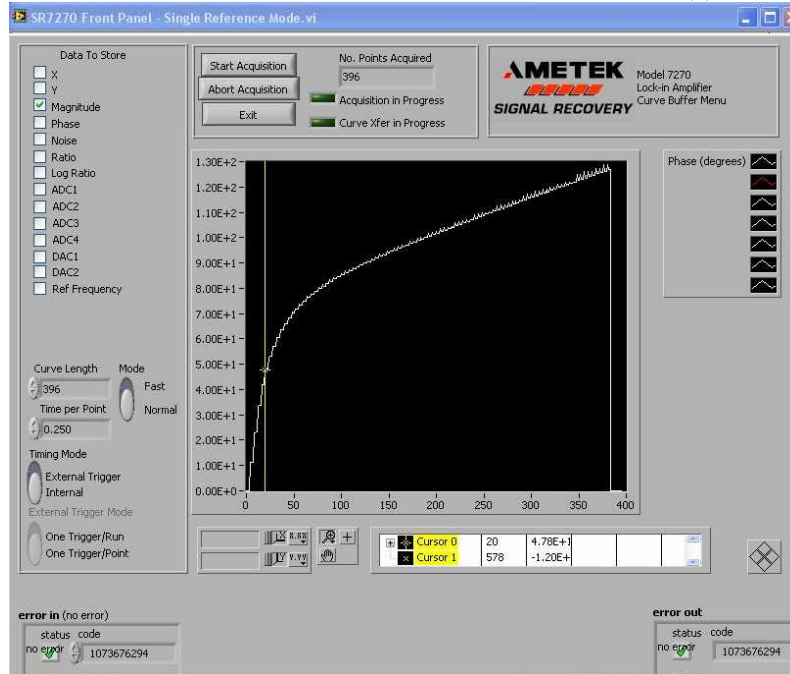 SR7270 Front Panel - Single Reference Mode.vi
Data To Store
X
Y
Magnitude
Phase
Noise
Ratio
Log Ratio
ADC1
ADC2
ADC3
ADC4
DAC1
DAC2
Ref Frequency
Curve Length
396
Mode
Fast
Normal
Time per Point
0.250
Timing Mode
External Trigger
Internal
External Trigger Mode
One Trigger/Run
One Trigger/Point
Start Acquisition
Abort Acquisition
Exit
No. Points Acquired
396
Acquisition in Progress
Curve Xfer in Progress
AMETEK
SIGNAL RECOVERY
Model 7270
Lock-in Amplifier
Curve Buffer Menu
1.30E+2
1.20E+2
1.10E+2
1.00E+2
9.00E+1
8.00E+1
7.00E+1
6.00E+1
5.00E+1
4.00E+1
3.00E+1
2.00E+1
1.00E+1
0.00E+0
0 50 100 150 200 250 300 350 400
Phase (degrees)
X X.XX
Y Y.YY
Cursor 0 20 4.78E+1
Cursor 1 578 -1.20E+
error in (no error)
status code
no error 1073676294
error out
status code
no error 1073676294